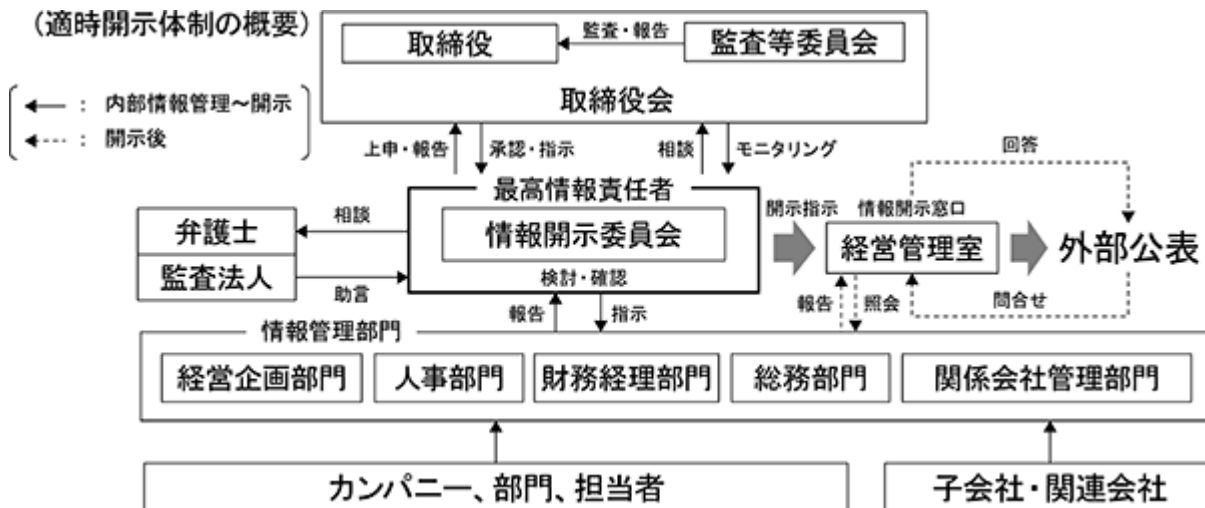 （適時開示体制の概要）
取締役
監査・報告
監査等委員会
取締役会
： 内部情報管理～開示
： 開示後
上申・報告
承認・指示
相談
モニタリング
回答
最高情報責任者
情報開示委員会
検討・確認
開示指示
情報開示窓口
経営管理室
外部公表
弁護士
監査法人
相談
助言
報告
指示
報告
照会
問合せ
情報管理部門
経営企画部門
人事部門
財務経理部門
総務部門
関係会社管理部門
カンパニー、部門、担当者
子会社・関連会社